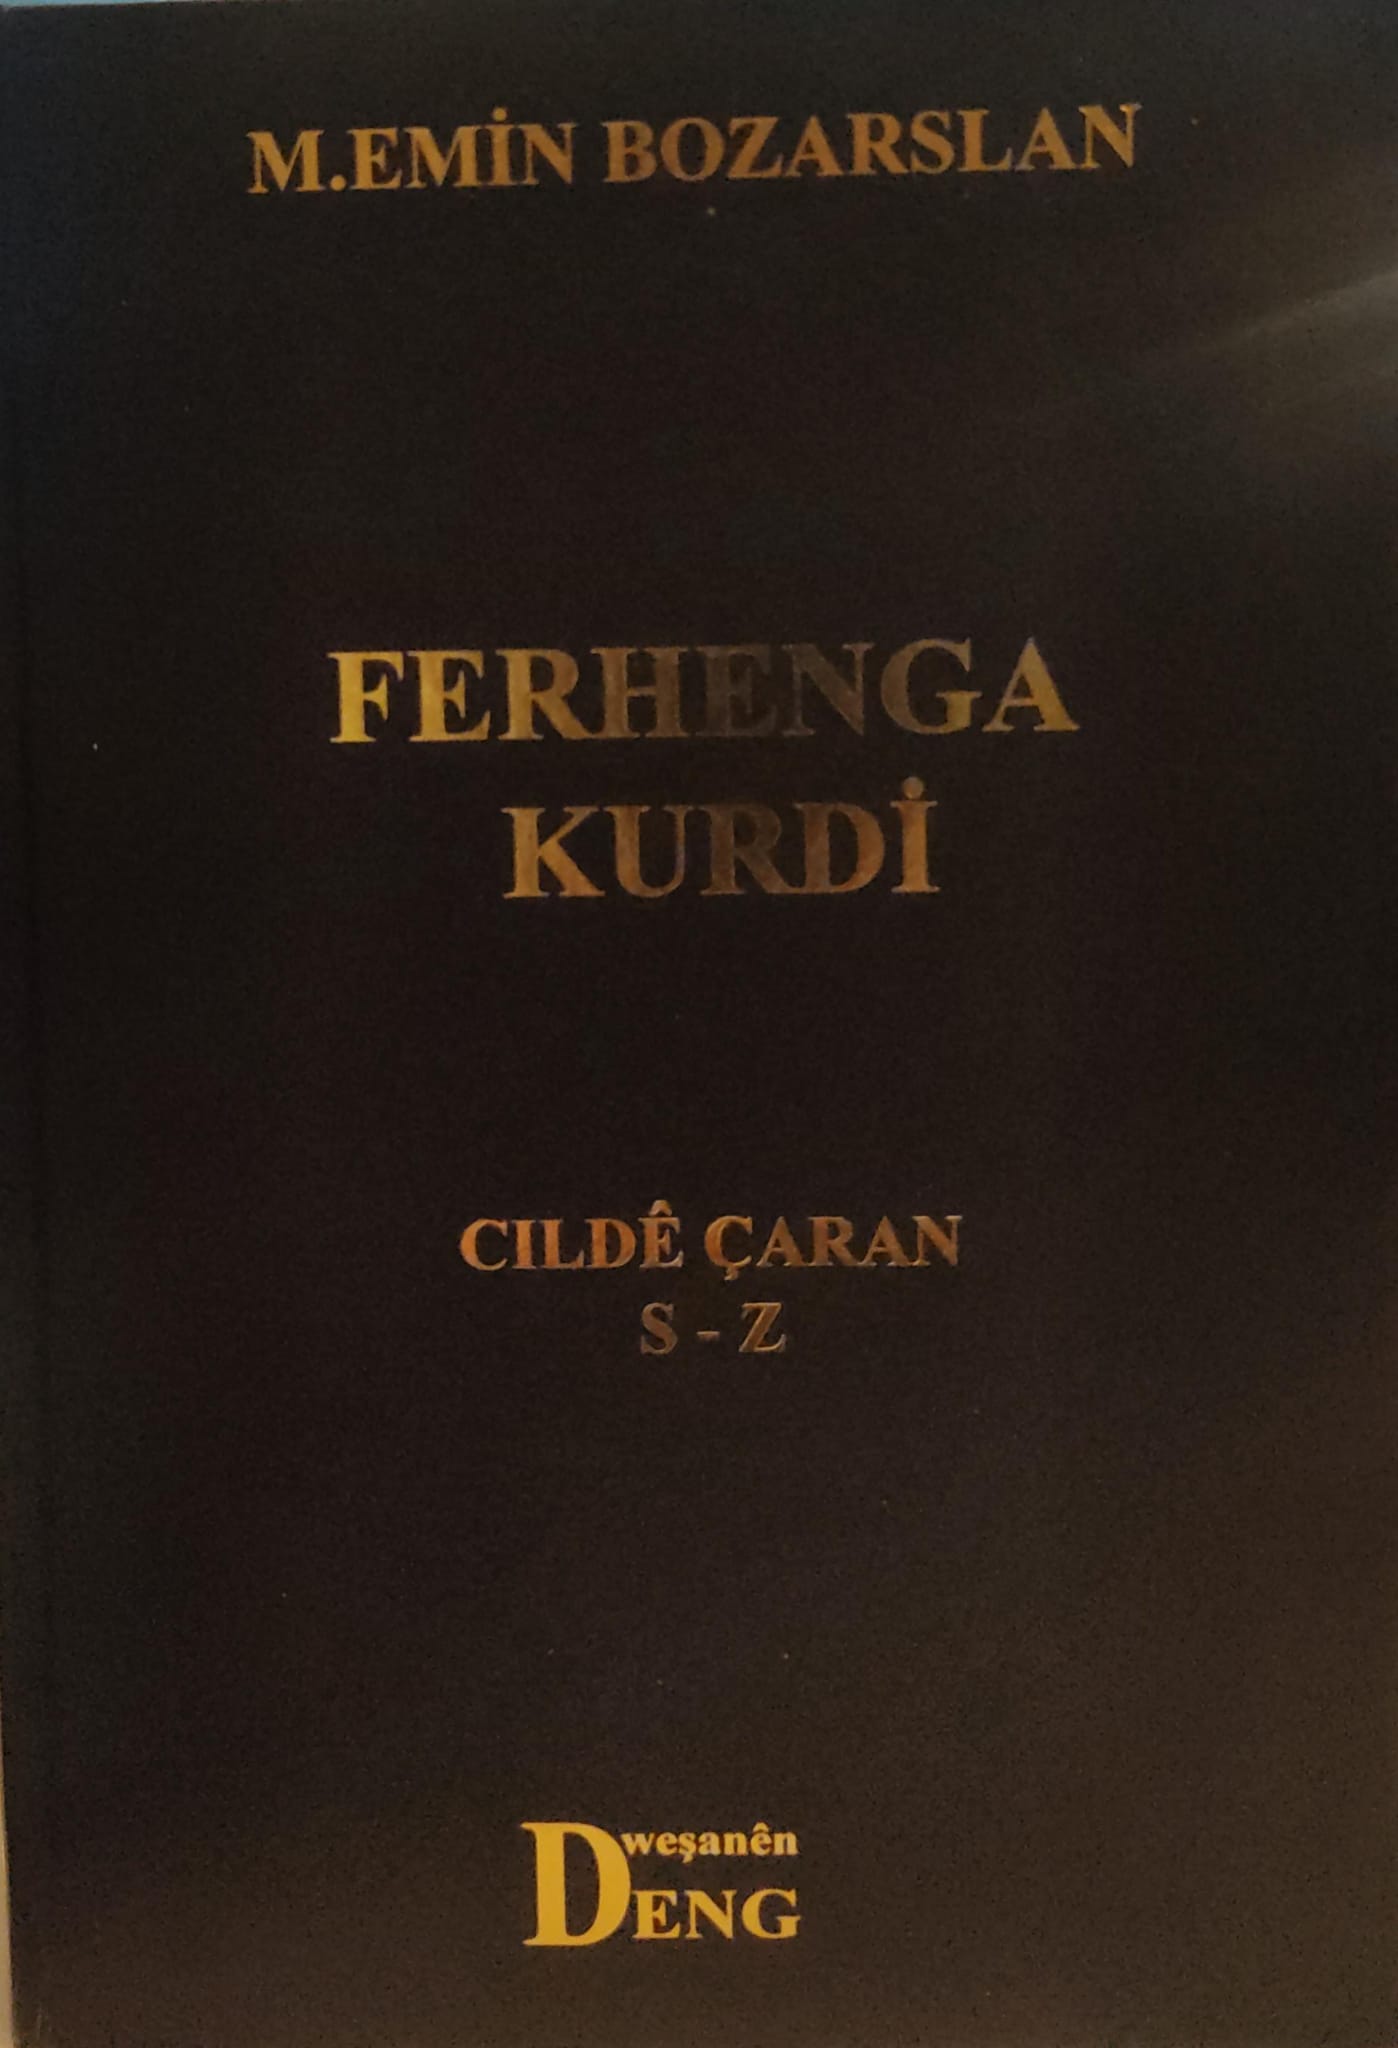 M.EMİN BOZARSLAN
FERHENGA
KURDİ
CILDÊ ÇARAN
S - Z
weşanên
DENG